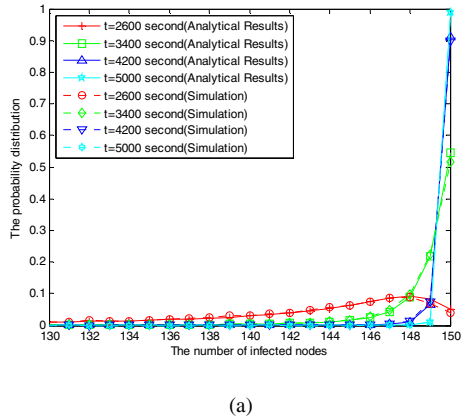 1
0.9
0.8
0.7
0.6
0.5
0.4
0.3
0.2
0.1
0
The probability distribution
t=2600 second(Analytical Results)
t=3400 second(Analytical Results)
t=4200 second(Analytical Results)
t=5000 second(Analytical Results)
t=2600 second(Simulation)
t=3400 second(Simulation)
t=4200 second(Simulation)
t=5000 second(Simulation)
130 132 134 136 138 140 142 144 146 148 150
The number of infected nodes
(a)